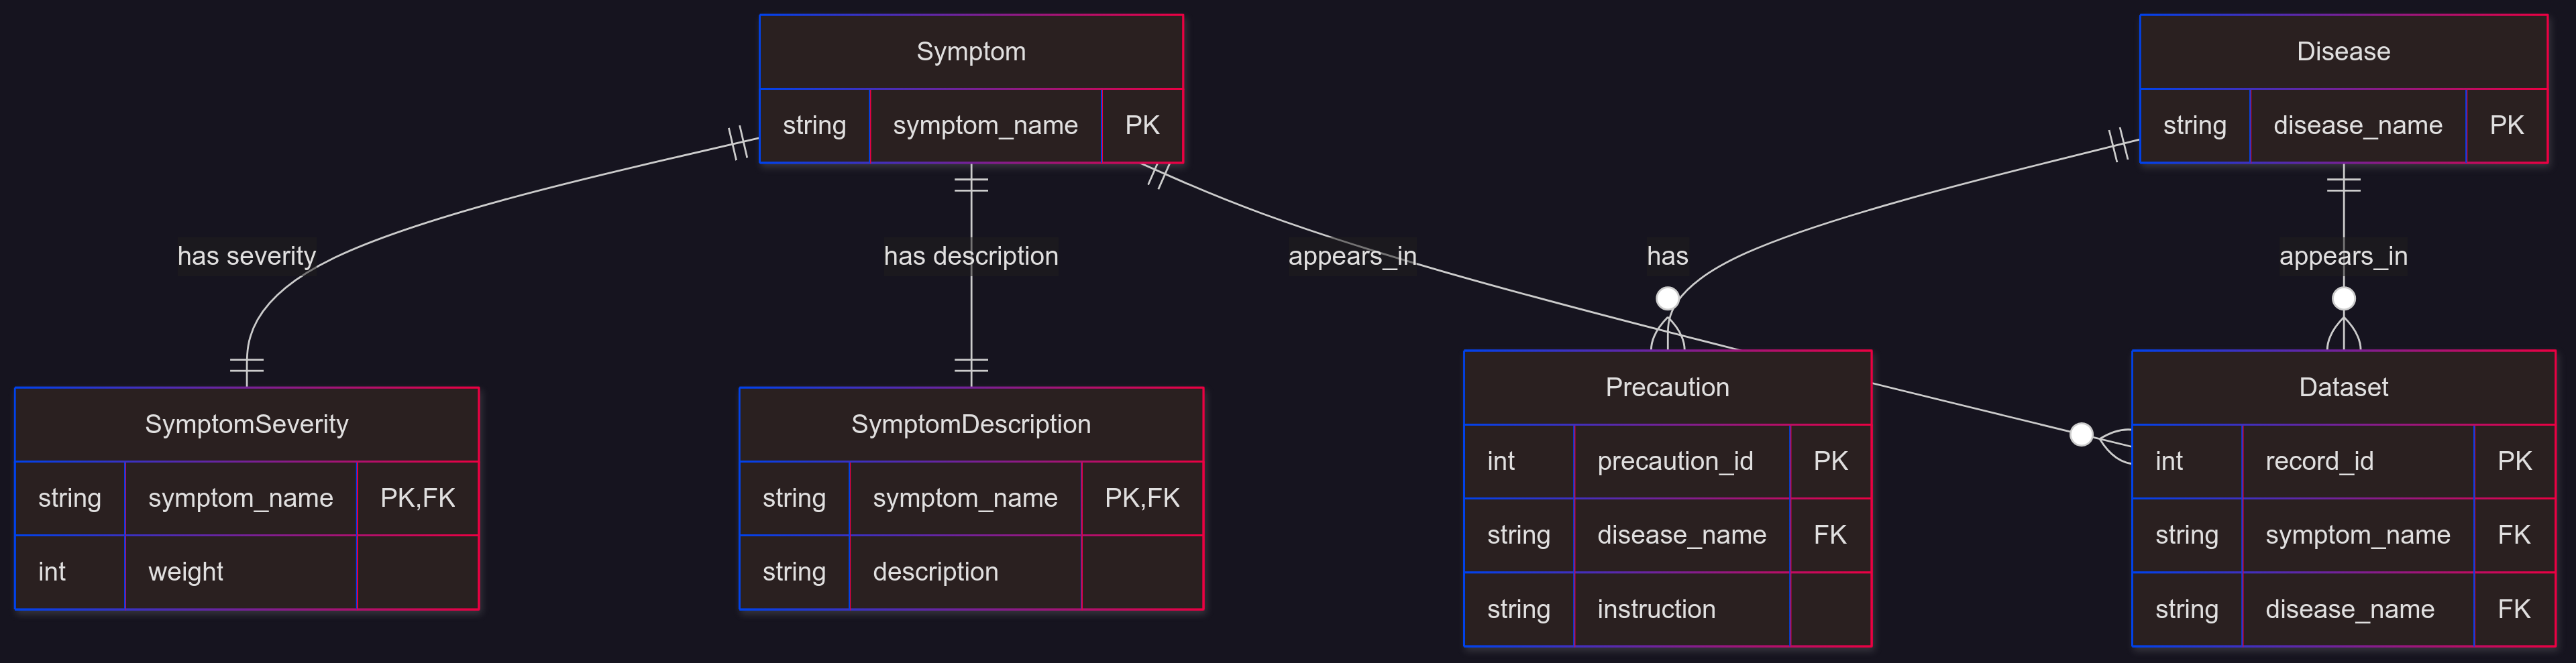 Symptom
string symptom_name PK
Disease
string disease_name PK
has severity
has description
appears_in
has
appears_in
SymptomSeverity
string symptom_name PK,FK
int weight
SymptomDescription
string symptom_name PK,FK
string description
Precaution
int precaution_id PK
string disease_name FK
string instruction
Dataset
int record_id PK
string symptom_name FK
string disease_name FK